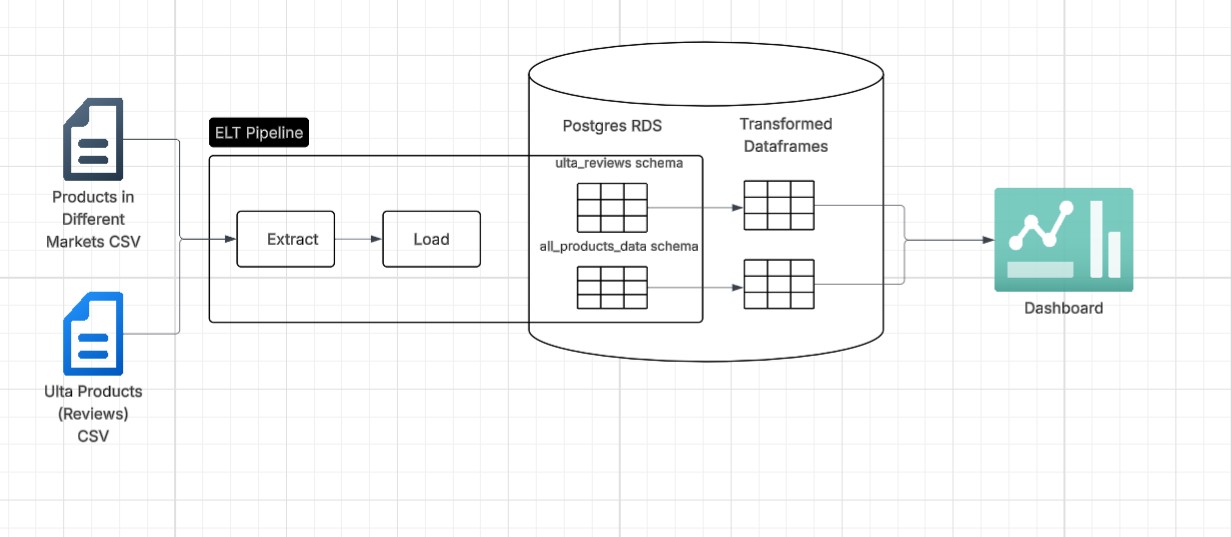 Products in
Different
Markets CSV
Ulta Products
(Reviews)
CSV
ELT Pipeline
Extract
Load
Postgres RDS
ulta_reviews schema
all_products_data schema
Transformed
Dataframes
Dashboard